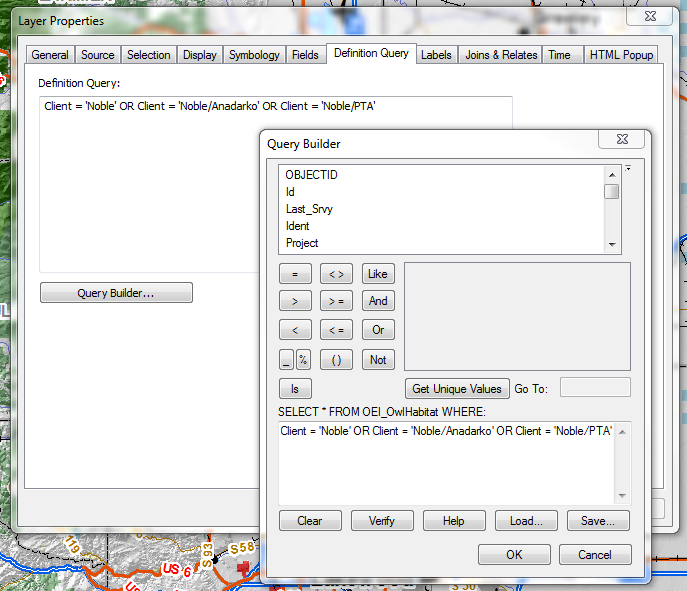 Layer Properties
General Source Selection Display Symbology Fields Definition Query Labels Joins & Relates Time HTML Popup
Definition Query:
Client = 'Noble' OR Client = 'Noble/Anadarko' OR Client = 'Noble/PTA'
Query Builder...
Query Builder
OBJECTID
Id
Last_Srvy
Ident
Project
= < > Like
> > = And
< < = Or
_ % ( ) Not
Is Get Unique Values Go To:
SELECT * FROM OEI_OwlHabitat WHERE:
Client = 'Noble' OR Client = 'Noble/Anadarko' OR Client = 'Noble/PTA'
Clear Verify Help Load... Save...
OK Cancel
119
US 6
S 93
S 58